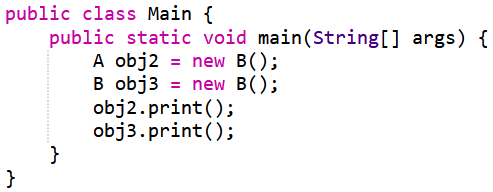 public class Main {
    public static void main(String[] args) {
        A obj2 = new B();
        B obj3 = new B();
        obj2.print();
        obj3.print();
    }
}